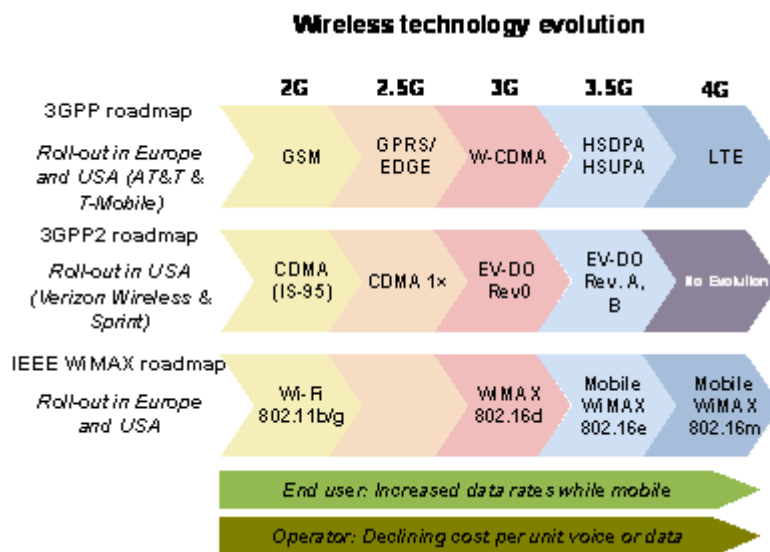 Wireless technology evolution
2G 2.5G 3G 3.5G 4G
3GPP roadmap
Roll-out in Europe
and USA (AT&T &
T-Mobile)
GSM
GPRS/
EDGE
W-CDMA
HSDPA
HSUPA
LTE
3GPP2 roadmap
Roll-out in USA
(Verizon Wireless &
Sprint)
CDMA
(IS-95)
CDMA 1×
EV-DO
Rev0
EV-DO
Rev. A,
B
No Evolution
IEEE WiMAX roadmap
Roll-out in Europe
and USA
Wi-Fi
802.11b/g
WiMAX
802.16d
Mobile
WiMAX
802.16e
Mobile
WiMAX
802.16m
End user: Increased data rates while mobile
Operator: Declining cost per unit voice or data